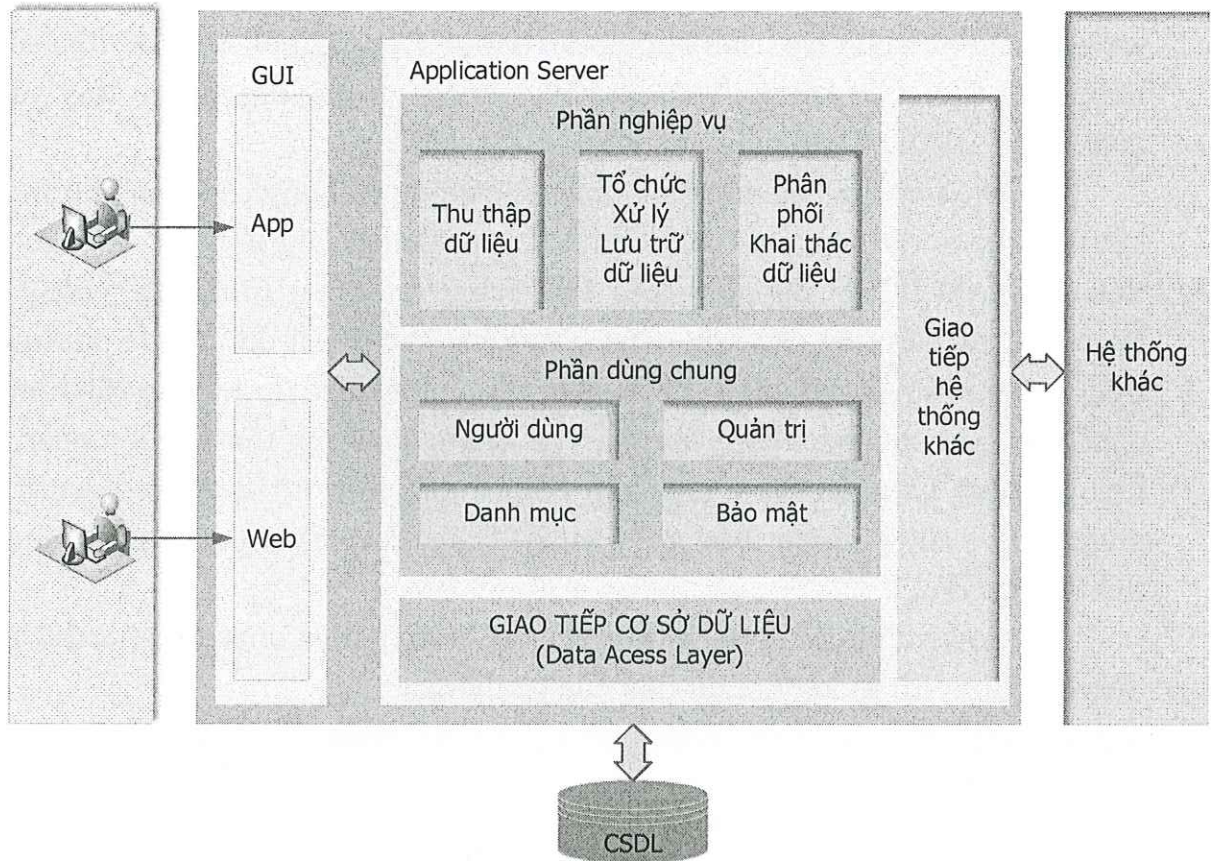 GUI
App
Web
Application Server
Phần nghiệp vụ
Thu thập
dữ liệu
Tổ chức
Xử lý
Lưu trữ
dữ liệu
Phân
phối
Khai thác
dữ liệu
Phần dùng chung
Người dùng
Quản trị
Danh mục
Bảo mật
GIAO TIẾP CƠ SỞ DỮ LIỆU
(Data Acess Layer)
Giao
tiếp
hệ
thống
khác
Hệ thống
khác
CSDL